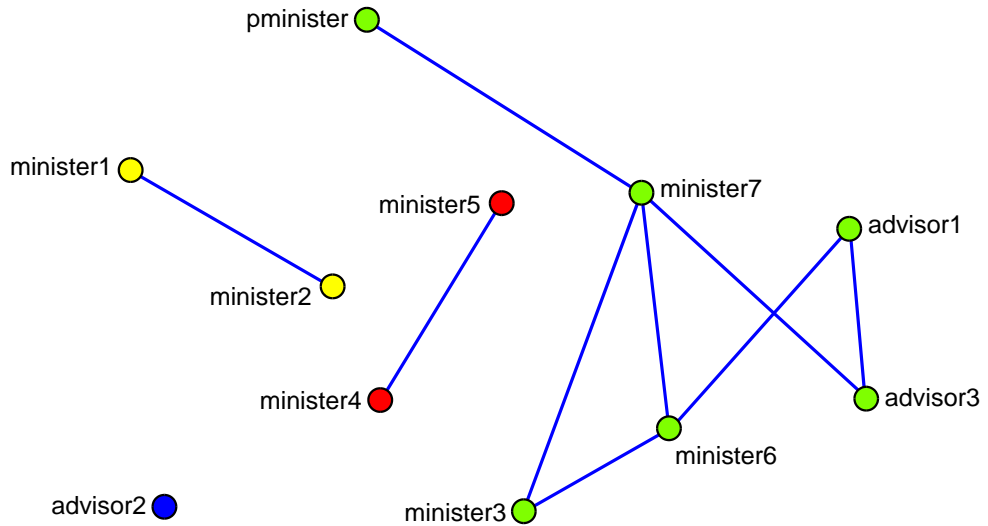 pminister
minister1
minister7
minister5
advisor1
minister2
minister4
advisor3
minister6
advisor2
minister3